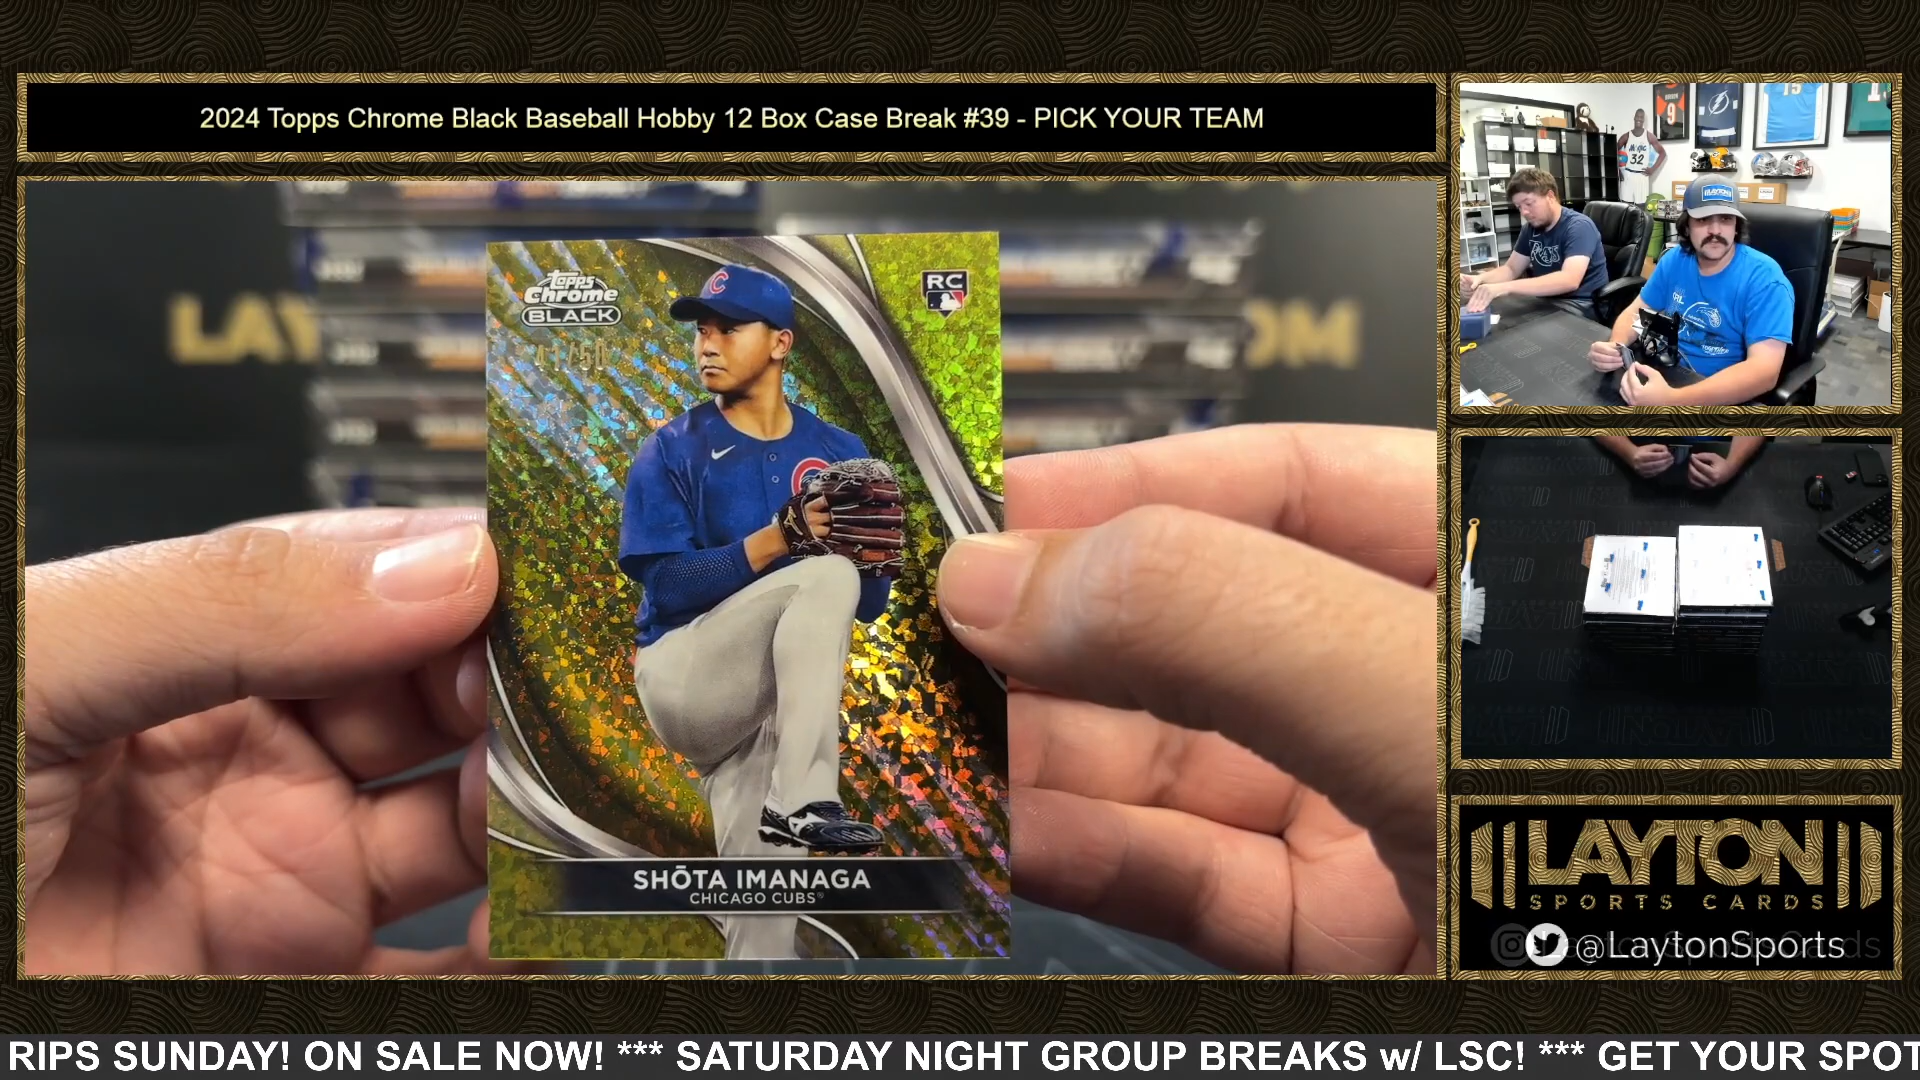 2024 Topps Chrome Black Baseball Hobby 12 Box Case Break #39 - PICK YOUR TEAM
Topps
Chrome
BLACK
RC
SHŌTA IMANAGA
CHICAGO CUBS
LAYTON
SPORTS CARDS
@LaytonSports
RIPS SUNDAY! ON SALE NOW! *** SATURDAY NIGHT GROUP BREAKS w/ LSC! *** GET YOUR SPOT